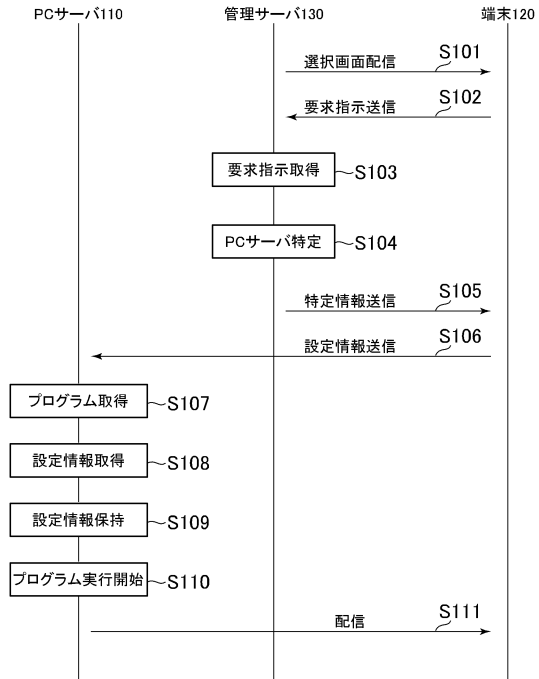 PCサーバ110
管理サーバ130
端末120
選択画面配信
S101
要求指示送信
S102
要求指示取得
S103
PCサーバ特定
S104
特定情報送信
S105
設定情報送信
S106
プログラム取得
S107
設定情報取得
S108
設定情報保持
S109
プログラム実行開始
S110
配信
S111